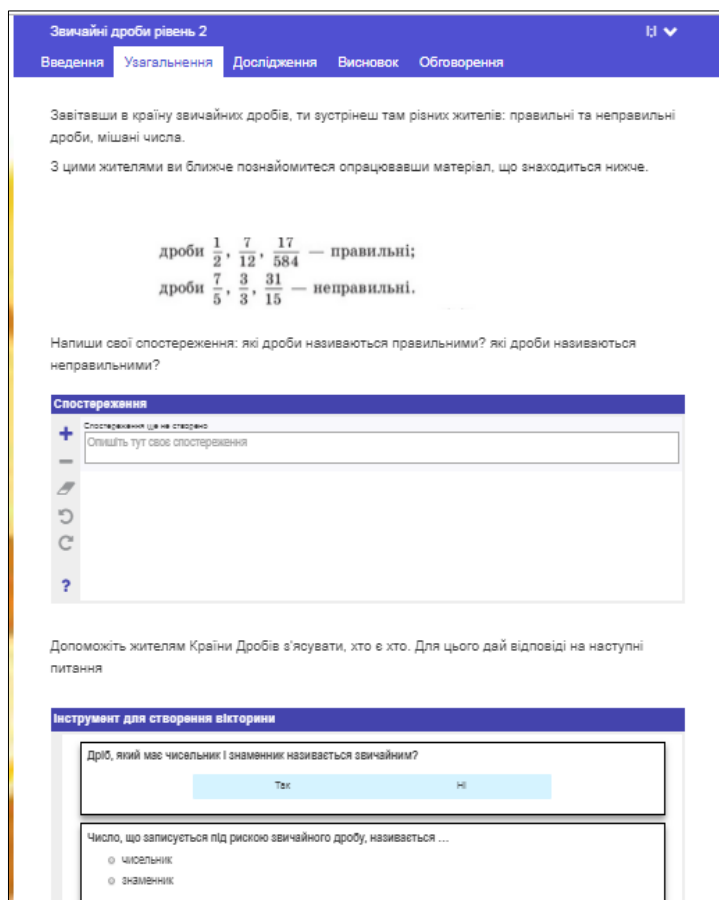 Звичайні дроби рівень 2
Введення Узагальнення Дослідження Висновок Обговорення
Завітавши в країну звичайних дробів, ти зустрінеш там різних жителів: правильні та неправильні
дроби, мішані числа.
З цими жителями ви ближче познайомитеся опрацювавши матеріал, що знаходиться нижче.
дроби 1/2, 7/12, 17/584 — правильні;
дроби 7/5, 3/3, 31/15 — неправильні.
Напиши свої спостереження: які дроби називаються правильними? які дроби називаються
неправильними?
Спостереження
Спостереження ще не створено
Опишіть тут своє спостереження
?
Допоможіть жителям Країни Дробів з'ясувати, хто є хто. Для цього дай відповіді на наступні
питання
Інструмент для створення вікторини
Дріб, який має чисельник і знаменник називається звичайним?
Так Ні
Число, що записується під рискою звичайного дробу, називається ...
чисельник
знаменник